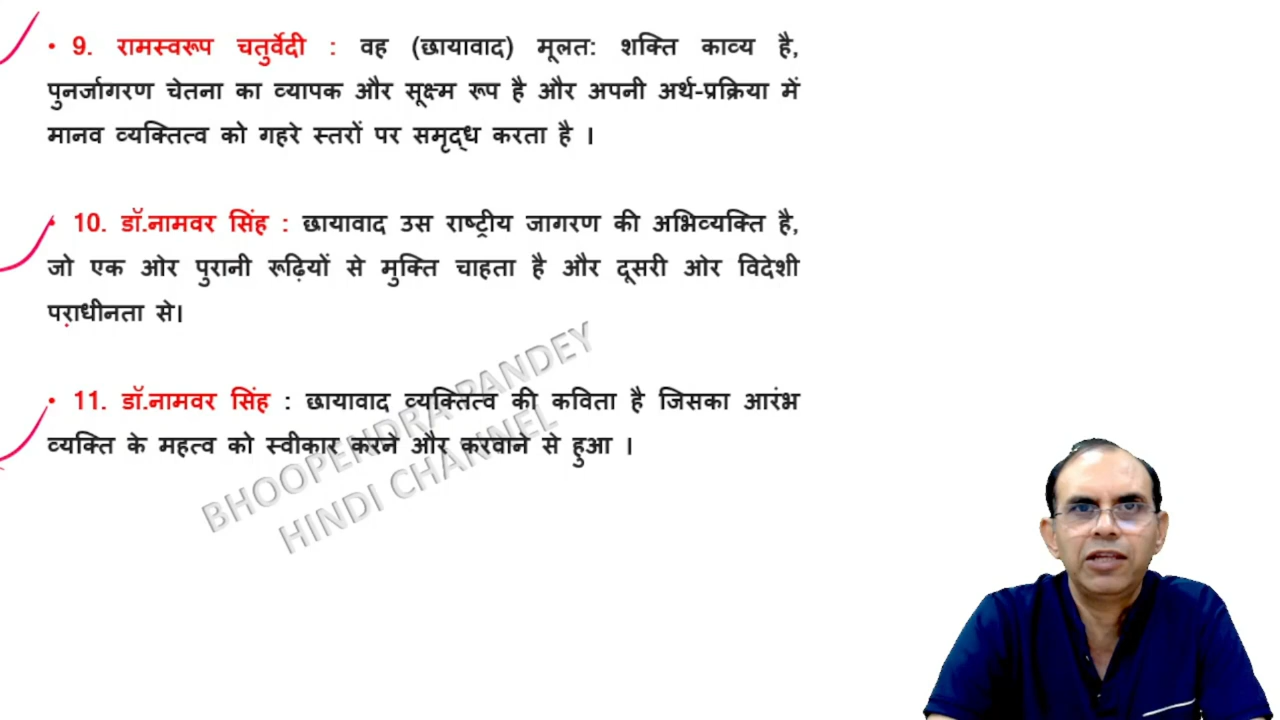 • 9. रामस्वरूप चतुर्वेदी : वह (छायावाद) मूलत: शक्ति काव्य है,
पुनर्जागरण चेतना का व्यापक और सूक्ष्म रूप है और अपनी अर्थ-प्रक्रिया में
मानव व्यक्तित्व को गहरे स्तरों पर समृद्ध करता है ।
• 10. डॉ.नामवर सिंह : छायावाद उस राष्ट्रीय जागरण की अभिव्यक्ति है,
जो एक ओर पुरानी रूढ़ियों से मुक्ति चाहता है और दूसरी ओर विदेशी
पराधीनता से।
• 11. डॉ.नामवर सिंह : छायावाद व्यक्तित्व की कविता है जिसका आरंभ
व्यक्ति के महत्व को स्वीकार करने और करवाने से हुआ ।
BHOOPENDRA PANDEY
HINDI CHANNEL